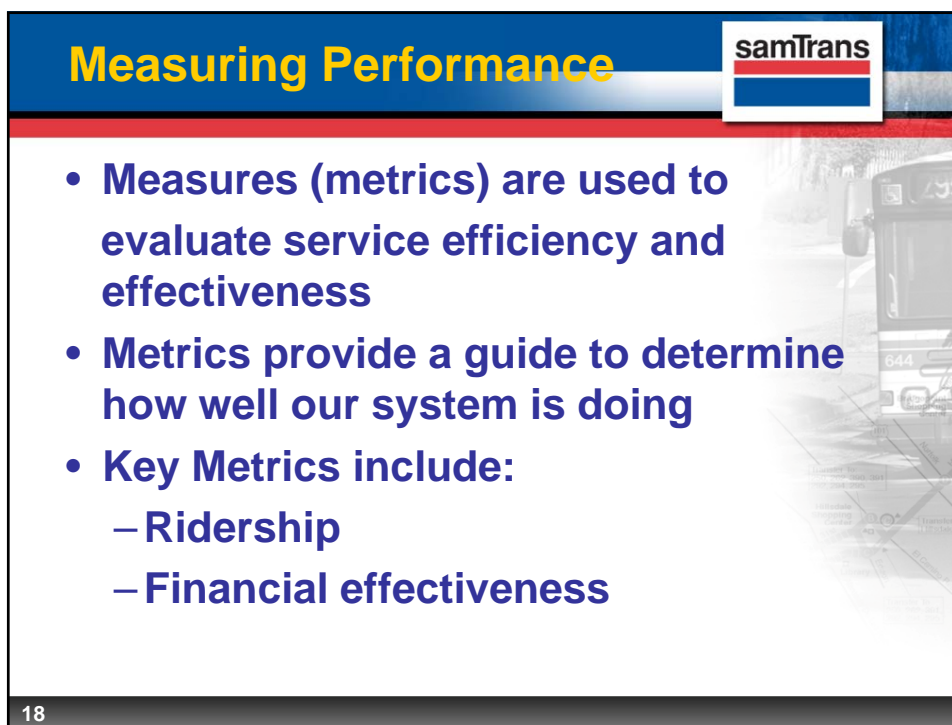 Measuring Performance
samTrans
• Measures (metrics) are used to
evaluate service efficiency and
effectiveness
• Metrics provide a guide to determine
how well our system is doing
• Key Metrics include:
– Ridership
– Financial effectiveness
644
18